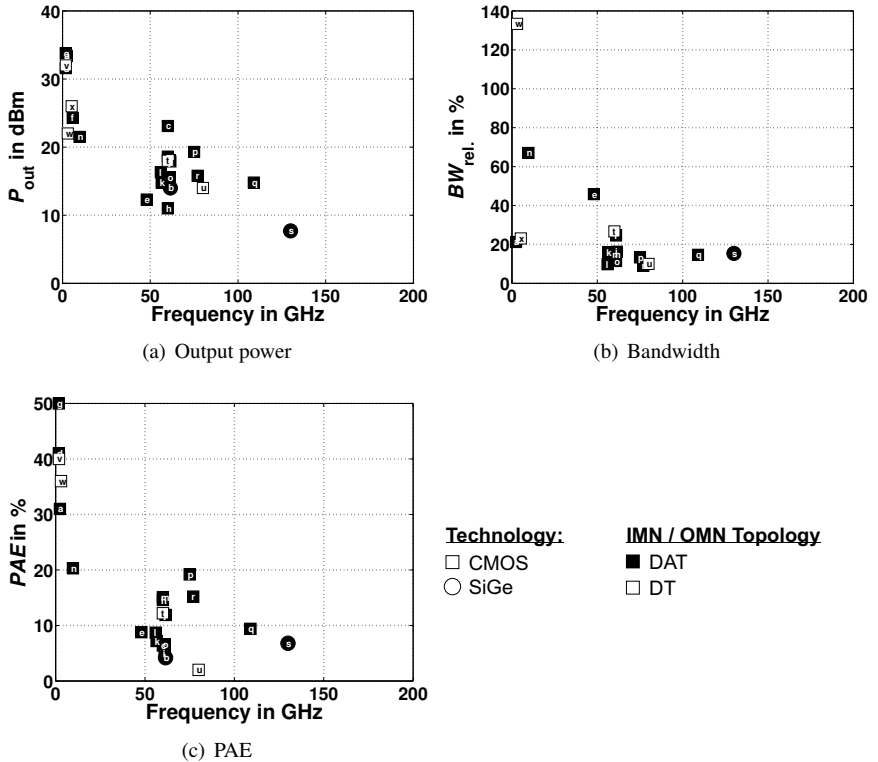 40
30
20
10
0
0 50 100 150 200
P_out in dBm
Frequency in GHz
v
x
f
w
n
c
p
t
l
k
o
b
r
e
h
u
q
s
(a) Output power
140
120
100
80
60
40
20
0
0 50 100 150 200
BW_rel. in %
Frequency in GHz
w
n
e
x
t
k
m
l
o
p
u
q
s
(b) Bandwidth
50
40
30
20
10
0
0 50 100 150 200
PAE in %
Frequency in GHz
g
v
w
a
n
p
r
t
e
l
k
b
q
s
u
(c) PAE
Technology:
CMOS
SiGe
IMN / OMN Topology
DAT
DT